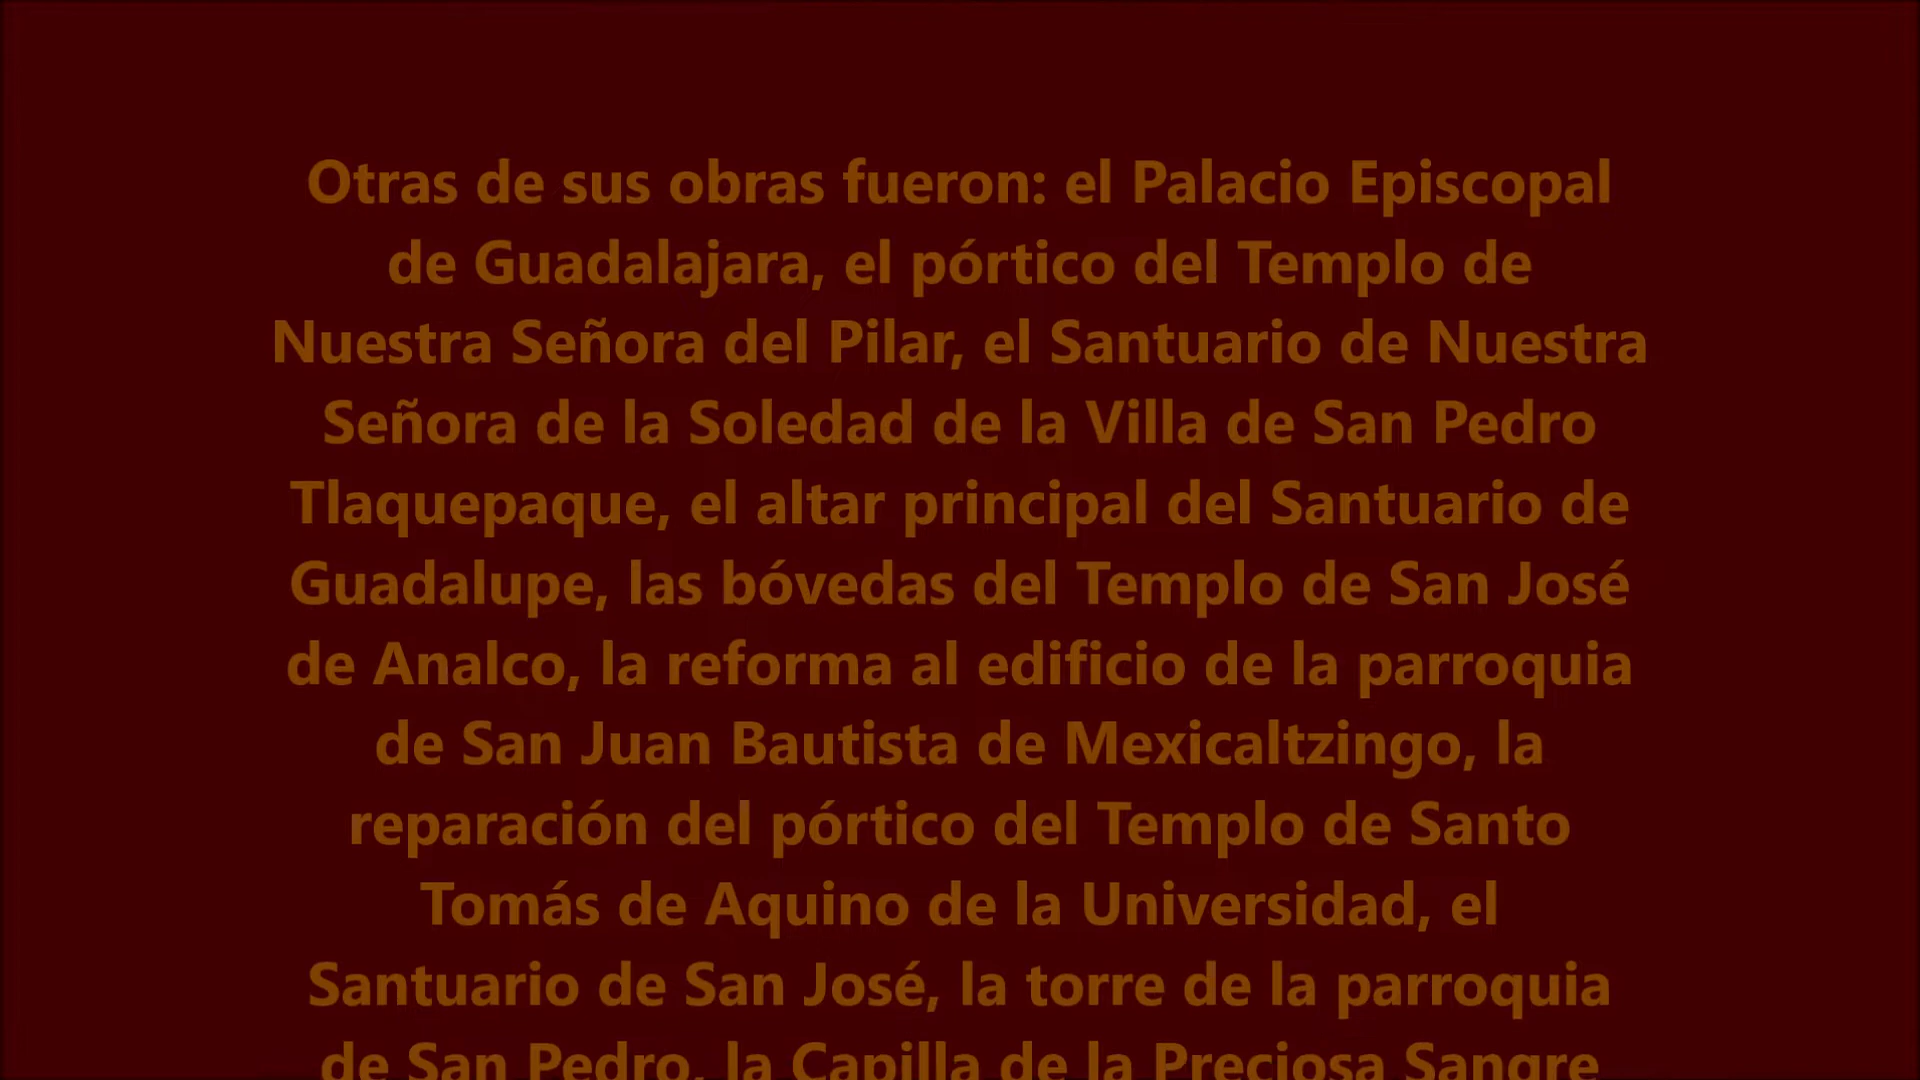 Otras de sus obras fueron: el Palacio Episcopal
de Guadalajara, el pórtico del Templo de
Nuestra Señora del Pilar, el Santuario de Nuestra
Señora de la Soledad de la Villa de San Pedro
Tlaquepaque, el altar principal del Santuario de
Guadalupe, las bóvedas del Templo de San José
de Analco, la reforma al edificio de la parroquia
de San Juan Bautista de Mexicaltzingo, la
reparación del pórtico del Templo de Santo
Tomás de Aquino de la Universidad, el
Santuario de San José, la torre de la parroquia
de San Pedro, la Capilla de la Preciosa Sangre